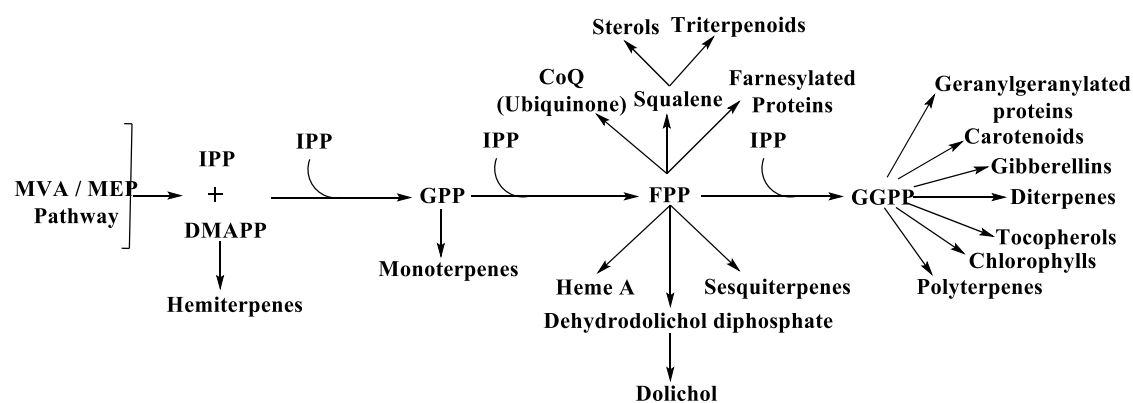 Sterols Triterpenoids
CoQ
(Ubiquinone)
Squalene
Farnesylated
Proteins
Geranylgeranylated
proteins
Carotenoids
Gibberellins
Diterpenes
Tocopherols
Chlorophylls
Polyterpenes
MVA / MEP
Pathway
IPP
+
DMAPP
Hemiterpenes
IPP
GPP
Monoterpenes
IPP
FPP
IPP
GGPP
Heme A
Sesquiterpenes
Dehydrodolichol diphosphate
Dolichol